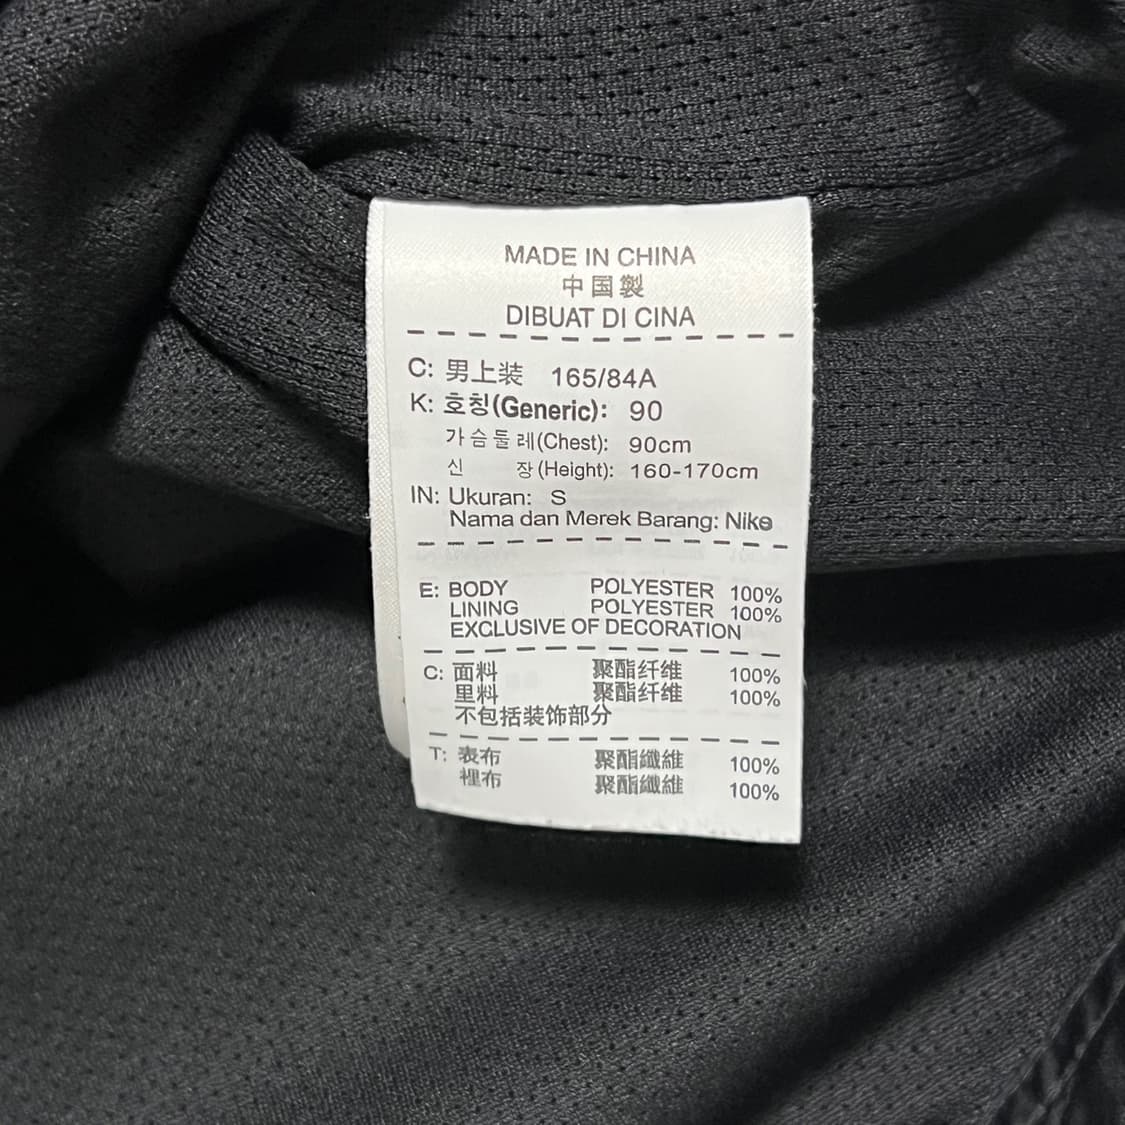 MADE IN CHINA
中国製
DIBUAT DI CINA
C: 男上装 165/84A
K: 호칭(Generic): 90
가슴둘레(Chest): 90cm
신 장(Height): 160-170cm
IN: Ukuran: S
Nama dan Merek Barang: Nike
E: BODY POLYESTER 100%
LINING POLYESTER 100%
EXCLUSIVE OF DECORATION
C: 面料 聚酯纤维 100%
里料 聚酯纤维 100%
不包括装饰部分
T: 表布 聚酯纖維 100%
裡布 聚酯纖維 100%